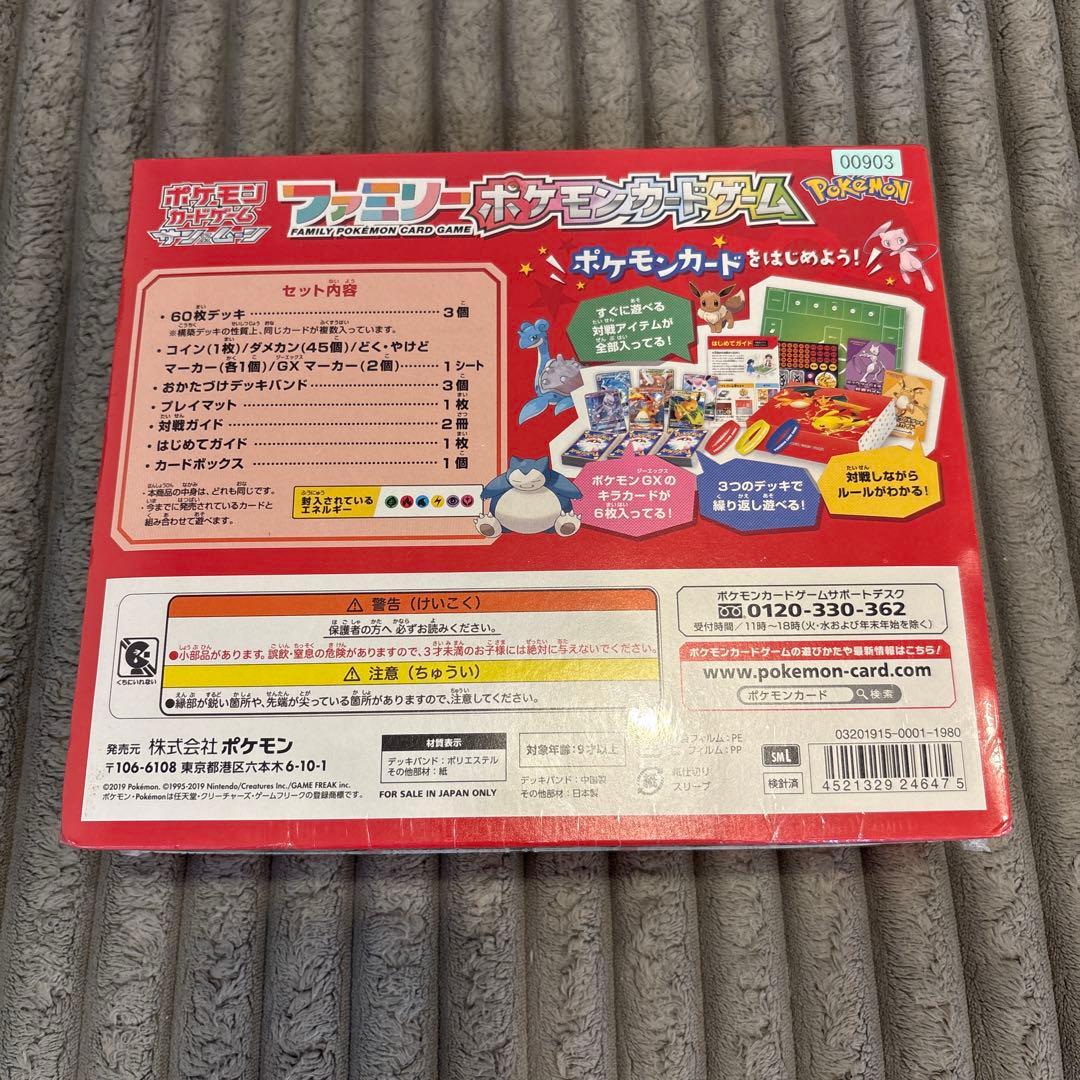 00903
ポケモン
カードゲーム
サン&ムーン
ファミリーポケモンカードゲーム
FAMILY POKÉMON CARD GAME
POKÉMON
ポケモンカードをはじめよう!
セット内容
・60枚デッキ 3個
※構築デッキの性質上、同じカードが複数入っています。
・コイン(1枚)/ダメカン(45個)/どく・やけど
マーカー(各1個)/GXマーカー(2個) 1シート
・おかたづけデッキバンド 3個
・プレイマット 1枚
・対戦ガイド 2冊
・はじめてガイド 1枚
・カードボックス 1個
・本商品の中身は、どれも同じです。
・今までに発売されているカードと
組み合わせて遊べます。
封入されている
エネルギー
すぐに遊べる
対戦アイテムが
全部入ってる!
はじめてガイド
ポケモンGXの
キラカードが
6枚入ってる!
3つのデッキで
繰り返し遊べる!
対戦しながら
ルールがわかる!
くちにいれない
警告(けいこく)
保護者の方へ 必ずお読みください。
●小部品があります。誤飲・窒息の危険がありますので、3才未満のお子様には絶対に与えないでください。
注意(ちゅうい)
●縁部が鋭い箇所や、先端が尖っている箇所がありますので、注意してください。
ポケモンカードゲームサポートデスク
0120-330-362
受付時間/11時〜18時(火・水および年末年始を除く)
ポケモンカードゲームの遊びかたや最新情報はこちら!
www.pokemon-card.com
ポケモンカード 検索
発売元 株式会社ポケモン
〒106-6108 東京都港区六本木6-10-1
©2019 Pokémon. ©1995-2019 Nintendo/Creatures Inc./GAME FREAK inc.
ポケモン・Pokémonは任天堂・クリーチャーズ・ゲームフリークの登録商標です。
材質表示
デッキバンド:ポリエステル
その他部材:紙
FOR SALE IN JAPAN ONLY
対象年齢:9才以上
デッキバンド:中国製
その他部材:日本製
フィルム:PE
フィルム:PP
紙
紙仕切り
スリーブ
SML
検針済
03201915-0001-1980
4521329 246475